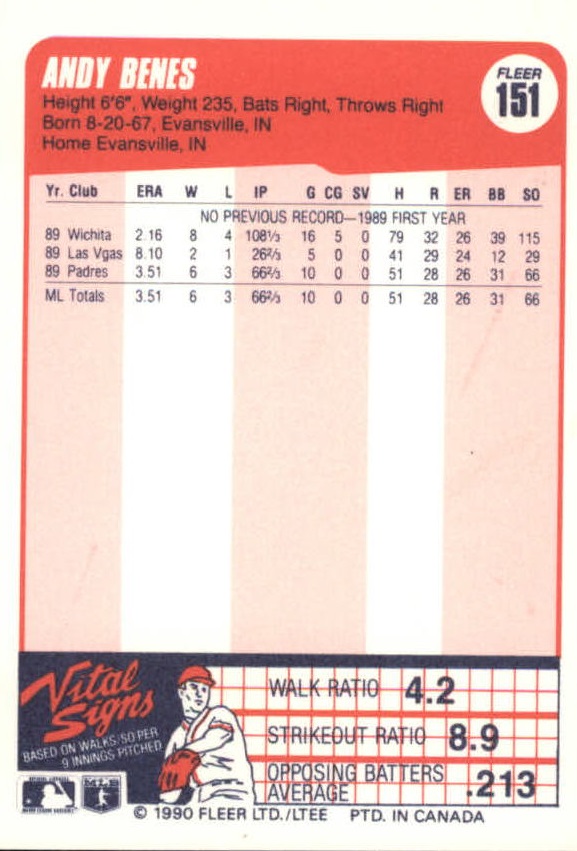 ANDY BENES
FLEER
151
Height 6'6", Weight 235, Bats Right, Throws Right
Born 8-20-67, Evansville, IN
Home Evansville, IN
Yr. Club ERA W L IP G CG SV H R ER BB SO
NO PREVIOUS RECORD—1989 FIRST YEAR
89 Wichita 2.16 8 4 108⅓ 16 5 0 79 32 26 39 115
89 Las Vgas 8.10 2 1 26⅔ 5 0 0 41 29 24 12 29
89 Padres 3.51 6 3 66⅔ 10 0 0 51 28 26 31 66
ML Totals 3.51 6 3 66⅔ 10 0 0 51 28 26 31 66
Vital
Signs
BASED ON WALKS/SO PER
9 INNINGS PITCHED
WALK RATIO 4.2
STRIKEOUT RATIO 8.9
OPPOSING BATTERS
AVERAGE .213
© 1990 FLEER LTD./LTEE PTD. IN CANADA